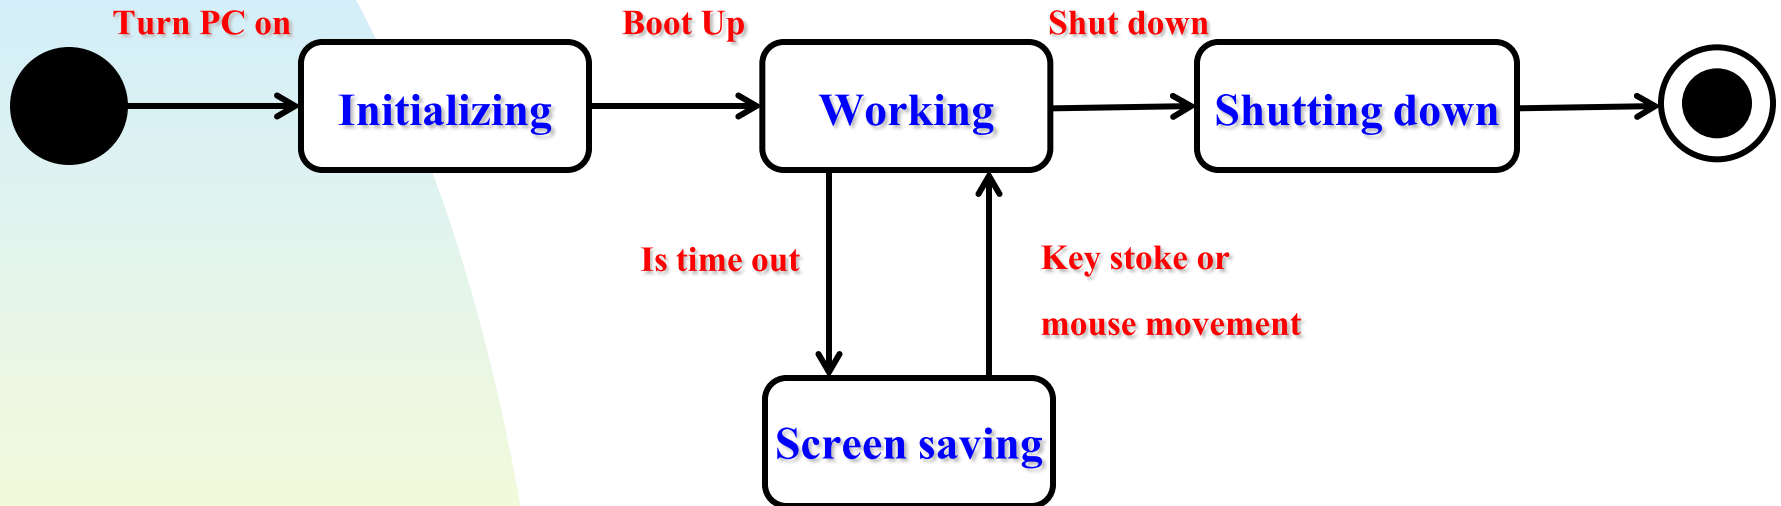 Turn PC on
Boot Up
Shut down
Initializing
Working
Shutting down
Is time out
Key stoke or
mouse movement
Screen saving